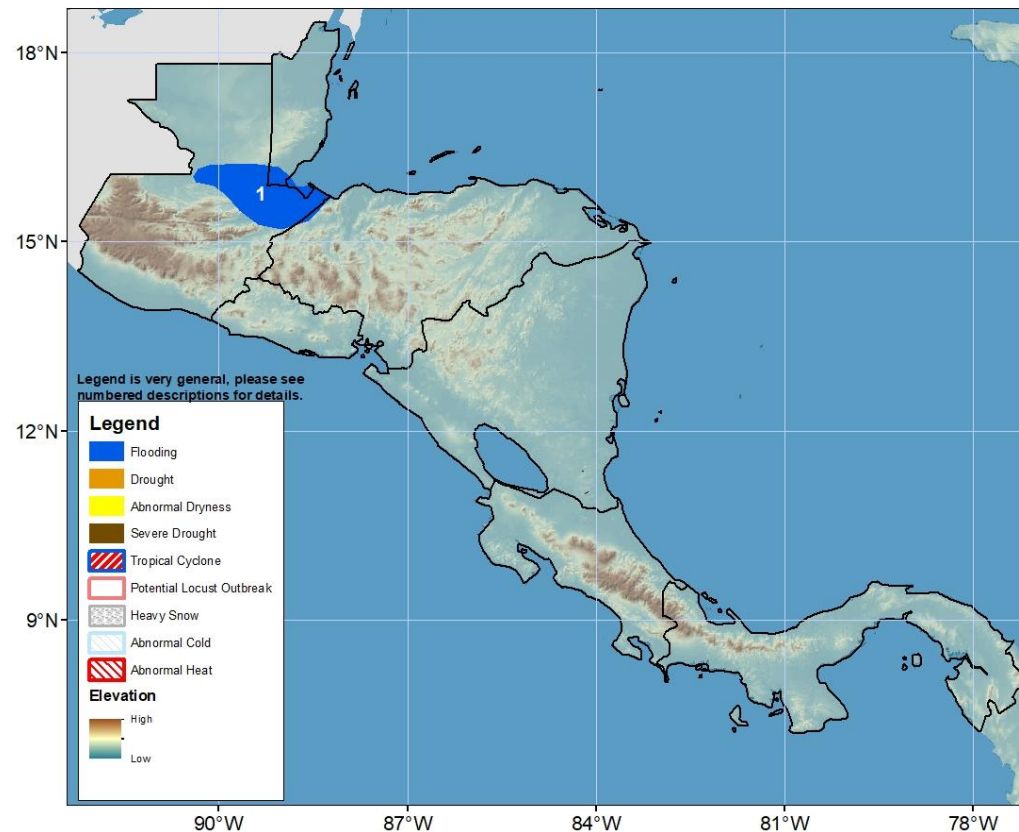 18°N
15°N
12°N
9°N
1
Legend is very general, please see
numbered descriptions for details.
Legend
Flooding
Drought
Abnormal Dryness
Severe Drought
Tropical Cyclone
Potential Locust Outbreak
Heavy Snow
Abnormal Cold
Abnormal Heat
Elevation
High
Low
90°W
87°W
84°W
81°W
78°W